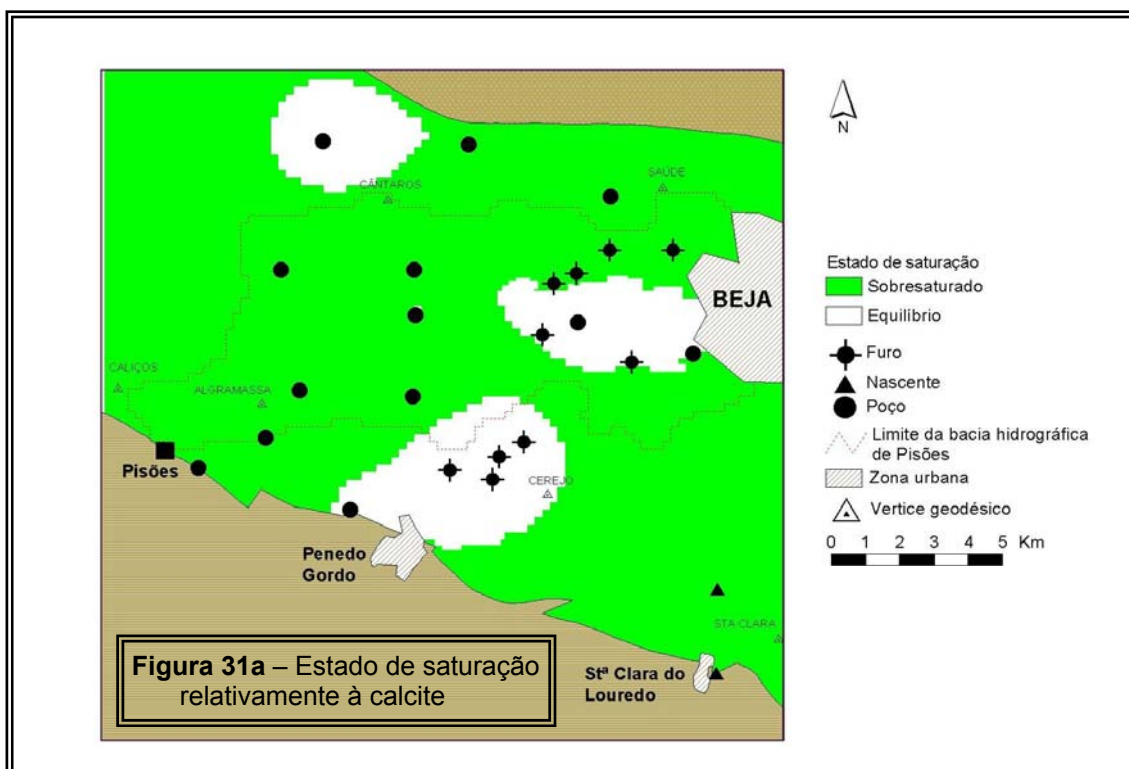 N
CÂNTAROS
SAÚDE
BEJA
CALIÇOS
ALGRAMASSA
Pisões
CEREJO
Penedo
Gordo
STA CLARA
Stª Clara do
Louredo
Figura 31a – Estado de saturação
relativamente à calcite
Estado de saturação
Sobresaturado
Equilíbrio
Furo
Nascente
Poço
Limite da bacia hidrográfica
de Pisões
Zona urbana
Vertice geodésico
0 1 2 3 4 5 Km